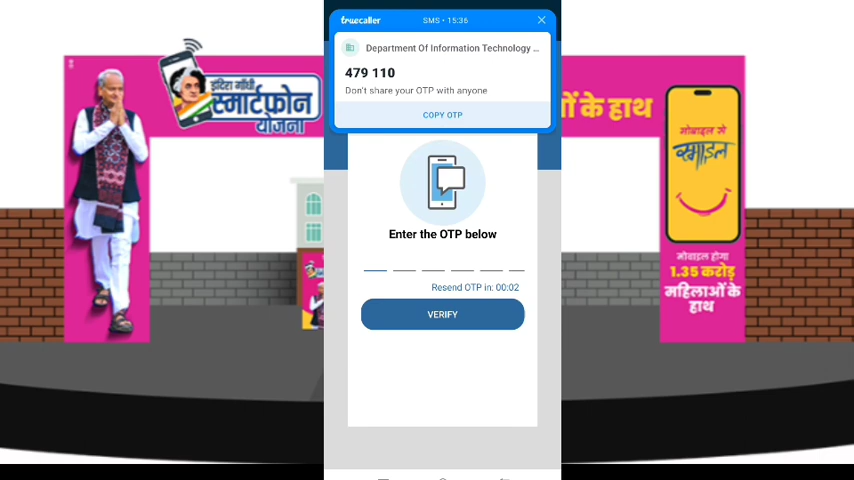 truecaller
SMS • 15:36
Department Of Information Technology ...
479 110
Don't share your OTP with anyone
COPY OTP
इंदिरा गाँधी
स्मार्टफ़ोन
योजना
ओं के हाथ
मोबाइल से
स्माइल
मोबाइल होगा
1.35 करोड़
महिलाओं के
हाथ
Enter the OTP below
Resend OTP in: 00:02
VERIFY